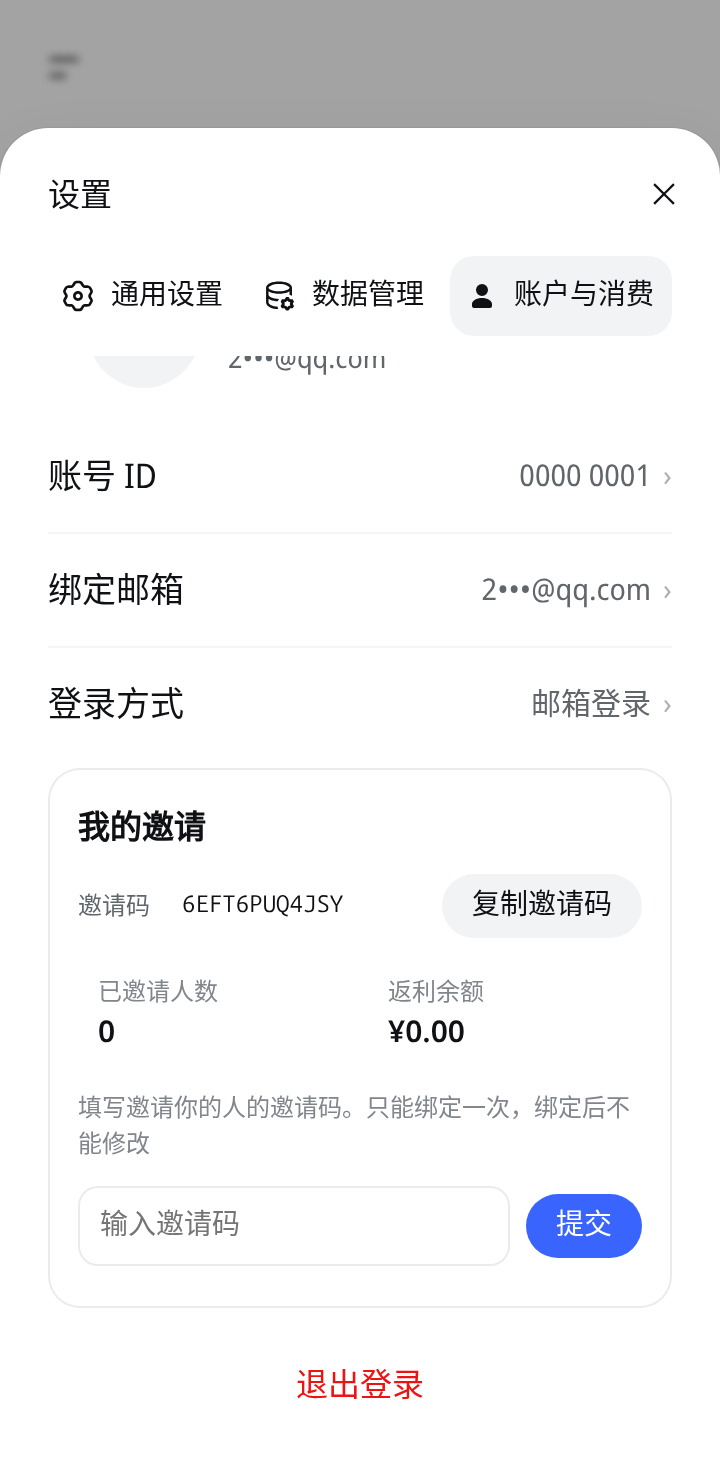 设置
通用设置 数据管理 账户与消费
2•••@qq.com
账号 ID 0000 0001 ›
绑定邮箱 2•••@qq.com ›
登录方式 邮箱登录 ›
我的邀请
邀请码 6EFT6PUQ4JSY 复制邀请码
已邀请人数 返利余额
0 ¥0.00
填写邀请你的人的邀请码。只能绑定一次，绑定后不
能修改
输入邀请码 提交
退出登录